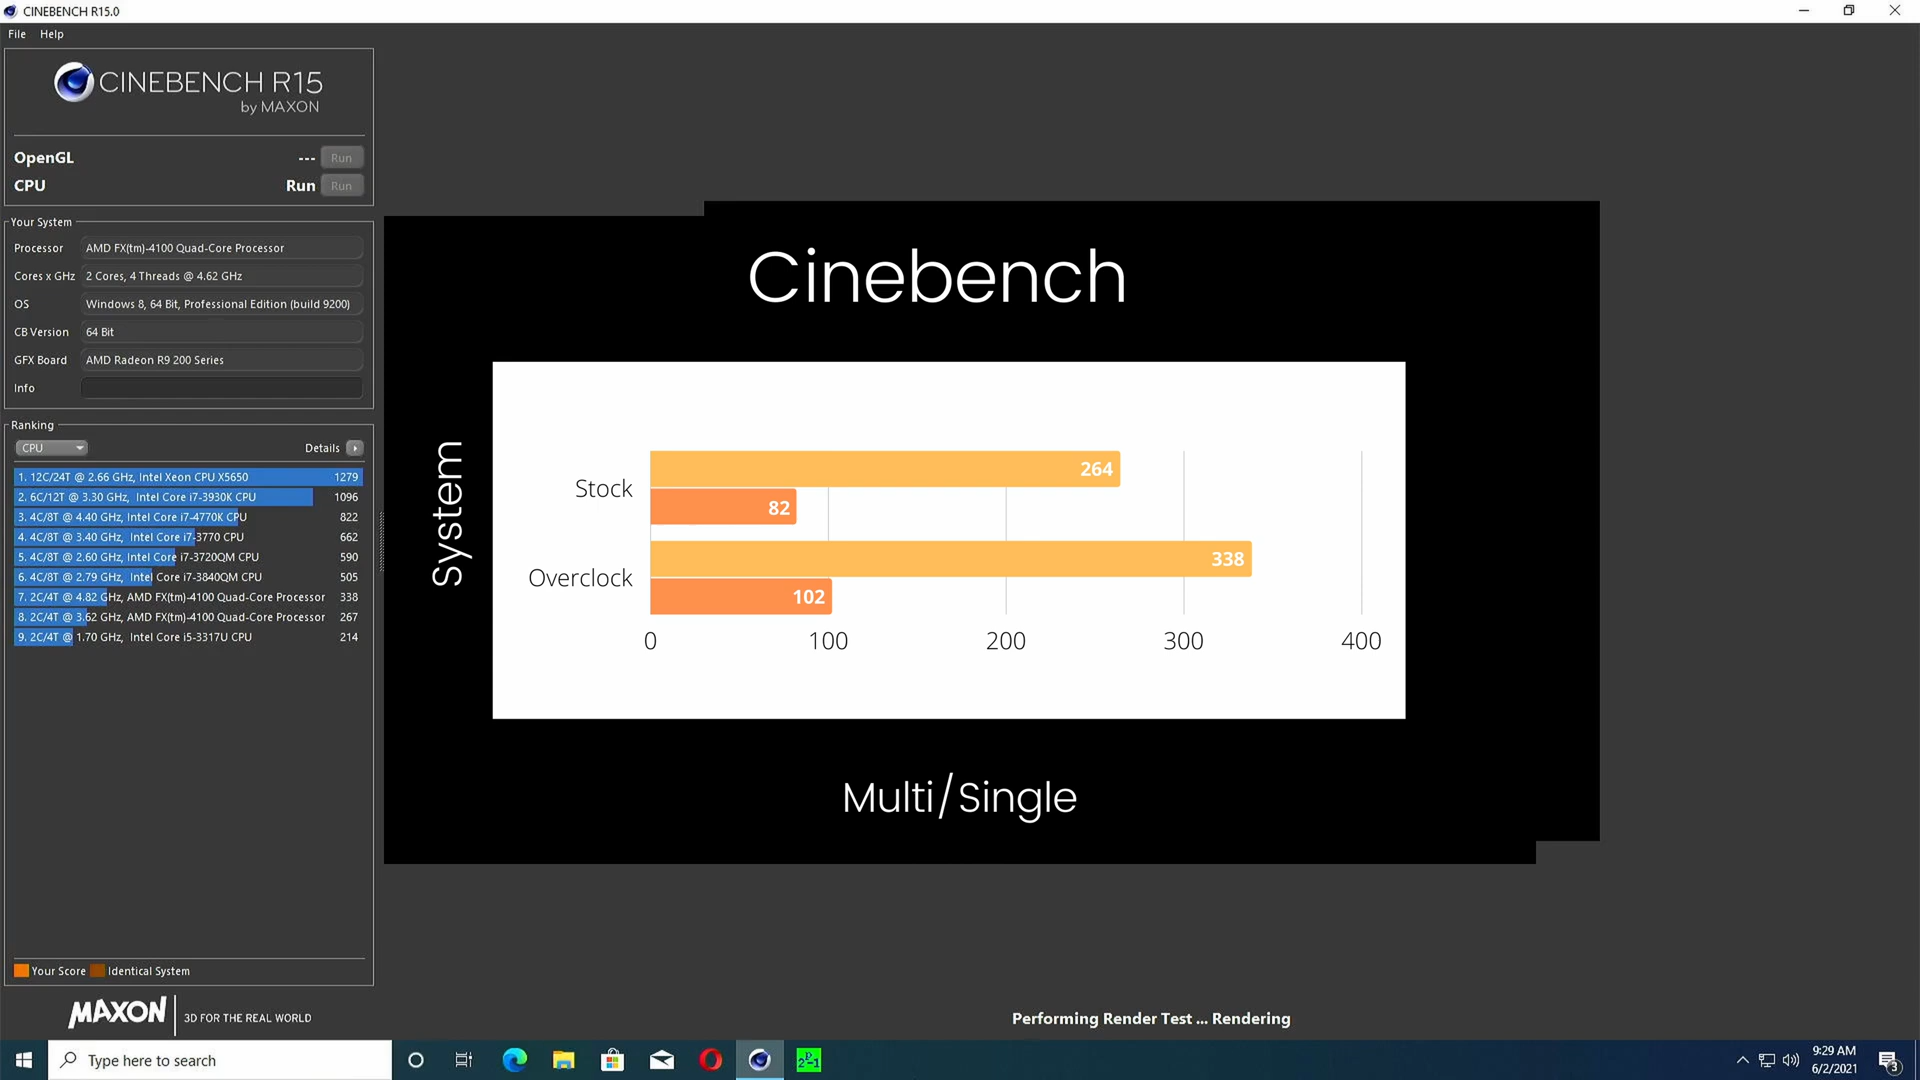 CINEBENCH R15.0
File Help
CINEBENCH R15
by MAXON
OpenGL --- Run
CPU Run Run
Your System
Processor AMD FX(tm)-4100 Quad-Core Processor
Cores x GHz 2 Cores, 4 Threads @ 4.62 GHz
OS Windows 8, 64 Bit, Professional Edition (build 9200)
CB Version 64 Bit
GFX Board AMD Radeon R9 200 Series
Info
Ranking
CPU Details
1. 12C/24T @ 2.66 GHz, Intel Xeon CPU X5650 1279
2. 6C/12T @ 3.30 GHz, Intel Core i7-3930K CPU 1096
3. 4C/8T @ 4.40 GHz, Intel Core i7-4770K CPU 822
4. 4C/8T @ 3.40 GHz, Intel Core i7-3770 CPU 662
5. 4C/8T @ 2.60 GHz, Intel Core i7-3720QM CPU 590
6. 4C/8T @ 2.79 GHz, Intel Core i7-3840QM CPU 505
7. 2C/4T @ 4.82 GHz, AMD FX(tm)-4100 Quad-Core Processor 338
8. 2C/4T @ 3.62 GHz, AMD FX(tm)-4100 Quad-Core Processor 267
9. 2C/4T @ 1.70 GHz, Intel Core i5-3317U CPU 214
Your Score Identical System
MAXON 3D FOR THE REAL WORLD
Cinebench
System
Stock
264
82
Overclock
338
102
0 100 200 300 400
Multi/Single
Performing Render Test ... Rendering
Type here to search
P
2-1
9:29 AM
6/2/2021
3